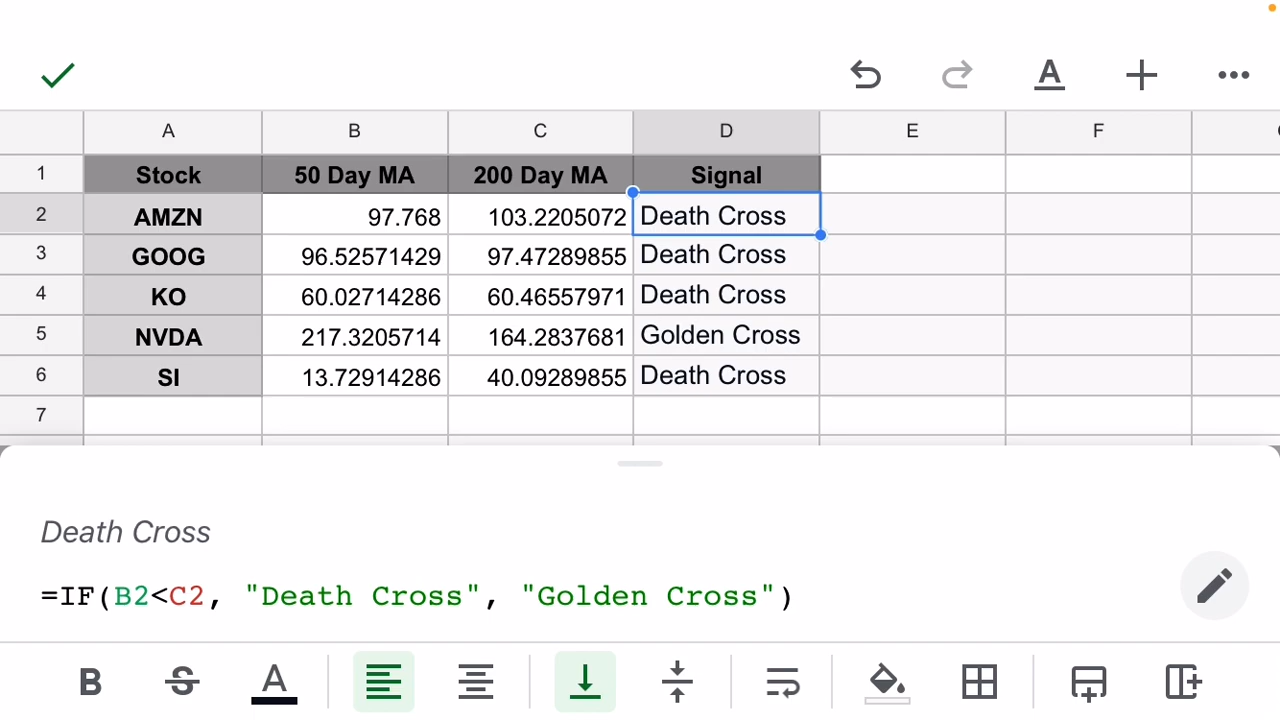 A B C D E F
1 Stock 50 Day MA 200 Day MA Signal
2 AMZN 97.768 103.2205072 Death Cross
3 GOOG 96.52571429 97.47289855 Death Cross
4 KO 60.02714286 60.46557971 Death Cross
5 NVDA 217.3205714 164.2837681 Golden Cross
6 SI 13.72914286 40.09289855 Death Cross
7
Death Cross
=IF(B2<C2, "Death Cross", "Golden Cross")
B S A